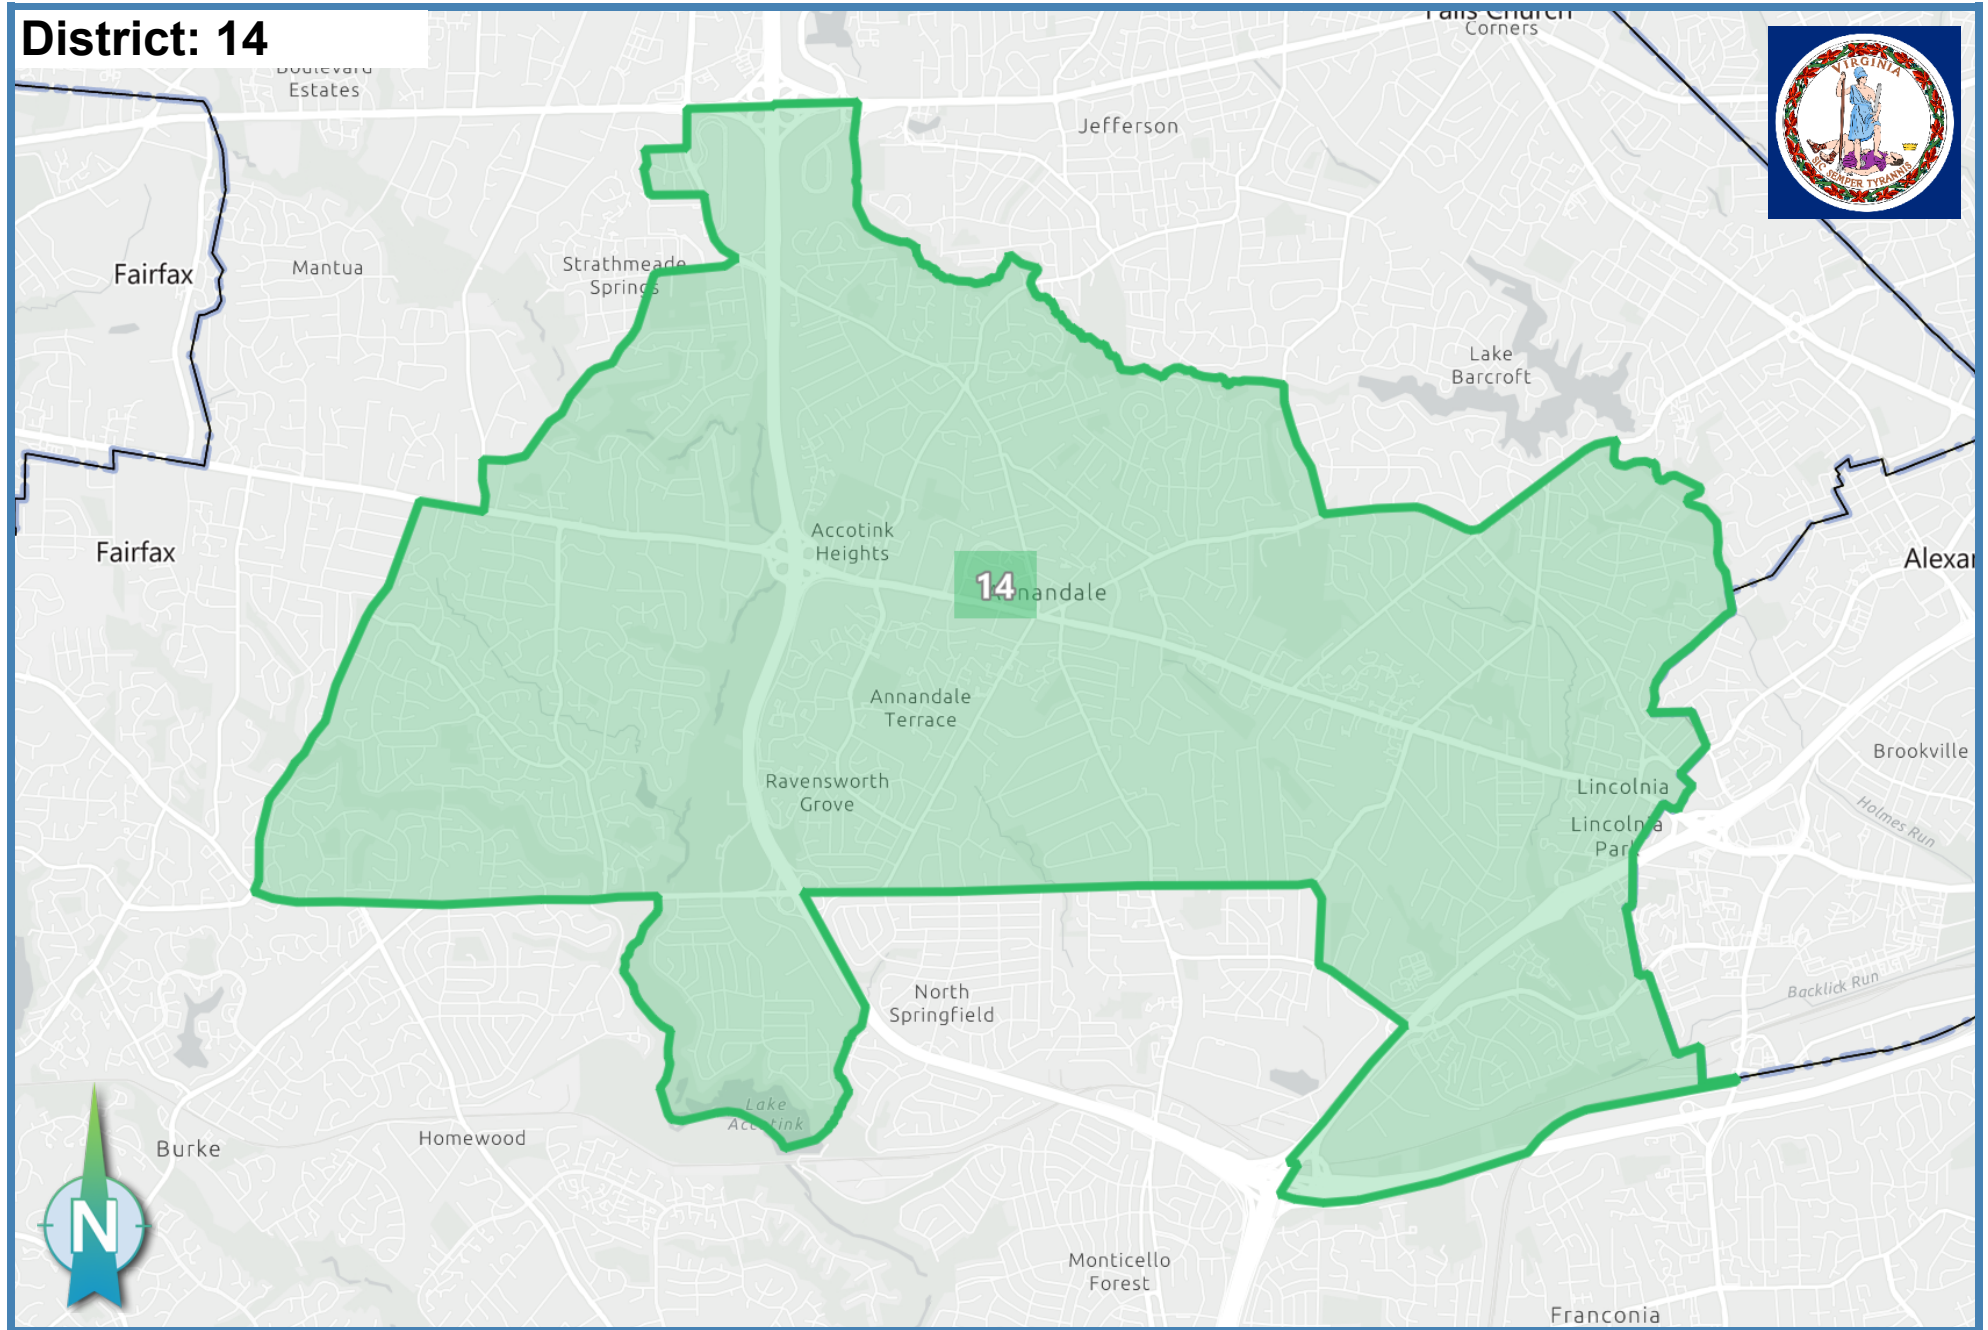 District: 14
Boulevard
Estates
Falls Church
Corners
VIRGINIA
SIC SEMPER TYRANNIS
Jefferson
Fairfax
Mantua
Strathmeade
Springs
Lake
Barcroft
Accotink
Heights
Fairfax
Alexa
14
nnandale
Annandale
Terrace
Brookville
Ravensworth
Grove
Lincolnia
Lincolnia
Park
Holmes Run
Backlick Run
North
Springfield
Lake
Accotink
Burke
Homewood
N
Monticello
Forest
Franconia